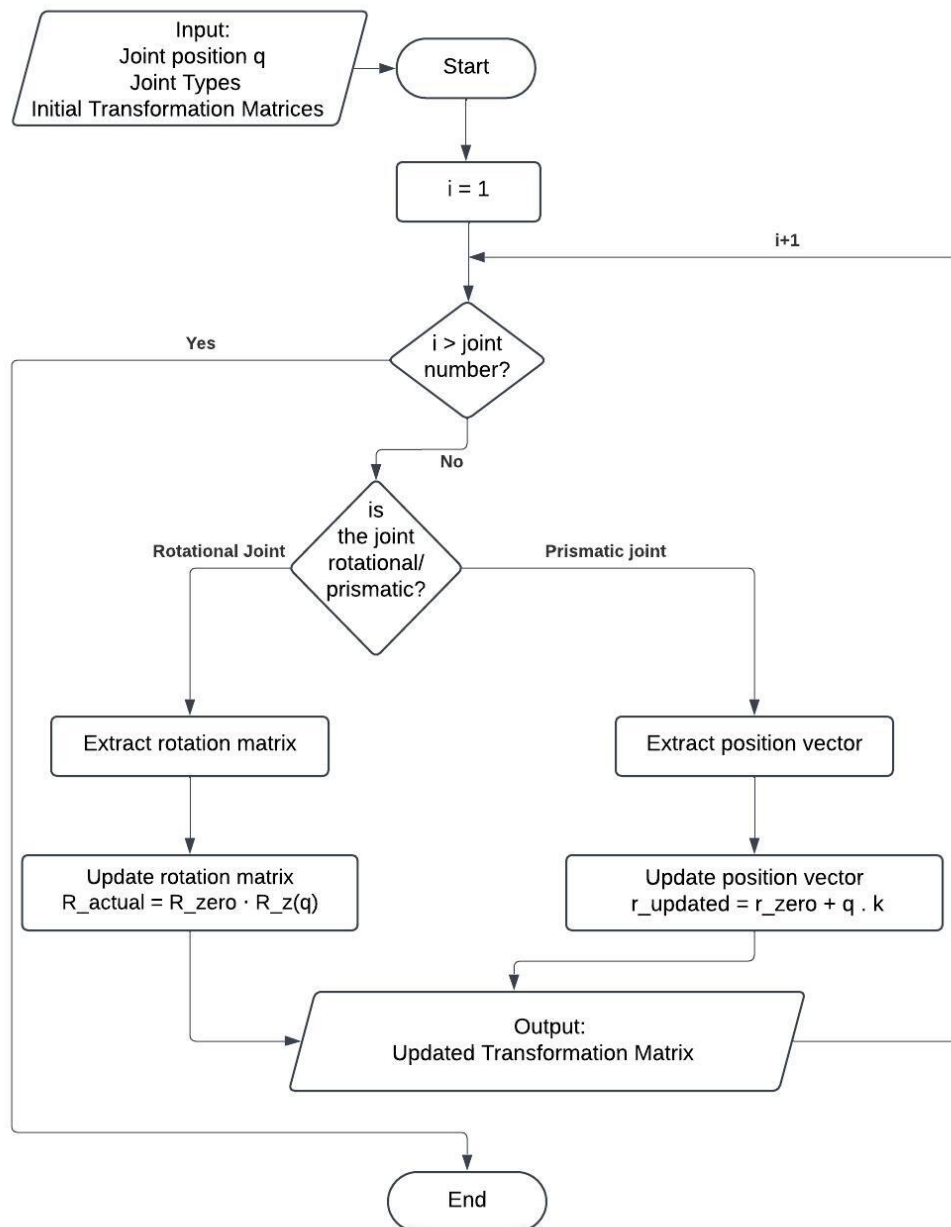 Input:
Joint position q
Joint Types
Initial Transformation Matrices
Start
i = 1
i+1
i > joint
number?
Yes
No
is
the joint
rotational/
prismatic?
Rotational Joint
Prismatic joint
Extract rotation matrix
Extract position vector
Update rotation matrix
R_actual = R_zero · R_z(q)
Update position vector
r_updated = r_zero + q . k
Output:
Updated Transformation Matrix
End